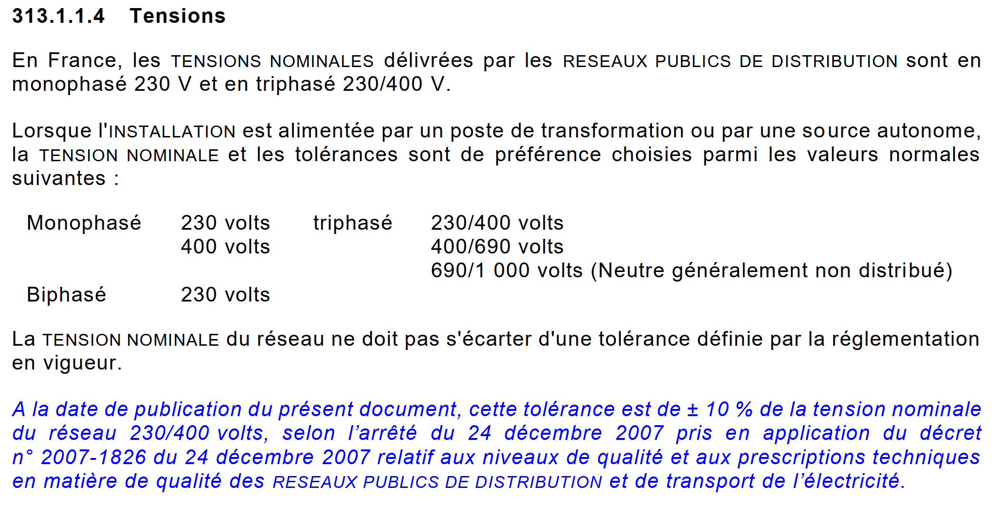 313.1.1.4 Tensions
En France, les TENSIONS NOMINALES délivrées par les RESEAUX PUBLICS DE DISTRIBUTION sont en
monophasé 230 V et en triphasé 230/400 V.
Lorsque l'INSTALLATION est alimentée par un poste de transformation ou par une source autonome,
la TENSION NOMINALE et les tolérances sont de préférence choisies parmi les valeurs normales
suivantes :
Monophasé 230 volts triphasé 230/400 volts
400 volts 400/690 volts
690/1 000 volts (Neutre généralement non distribué)
Biphasé 230 volts
La TENSION NOMINALE du réseau ne doit pas s'écarter d'une tolérance définie par la réglementation
en vigueur.
A la date de publication du présent document, cette tolérance est de ± 10 % de la tension nominale
du réseau 230/400 volts, selon l’arrêté du 24 décembre 2007 pris en application du décret
n° 2007-1826 du 24 décembre 2007 relatif aux niveaux de qualité et aux prescriptions techniques
en matière de qualité des RESEAUX PUBLICS DE DISTRIBUTION et de transport de l’électricité.